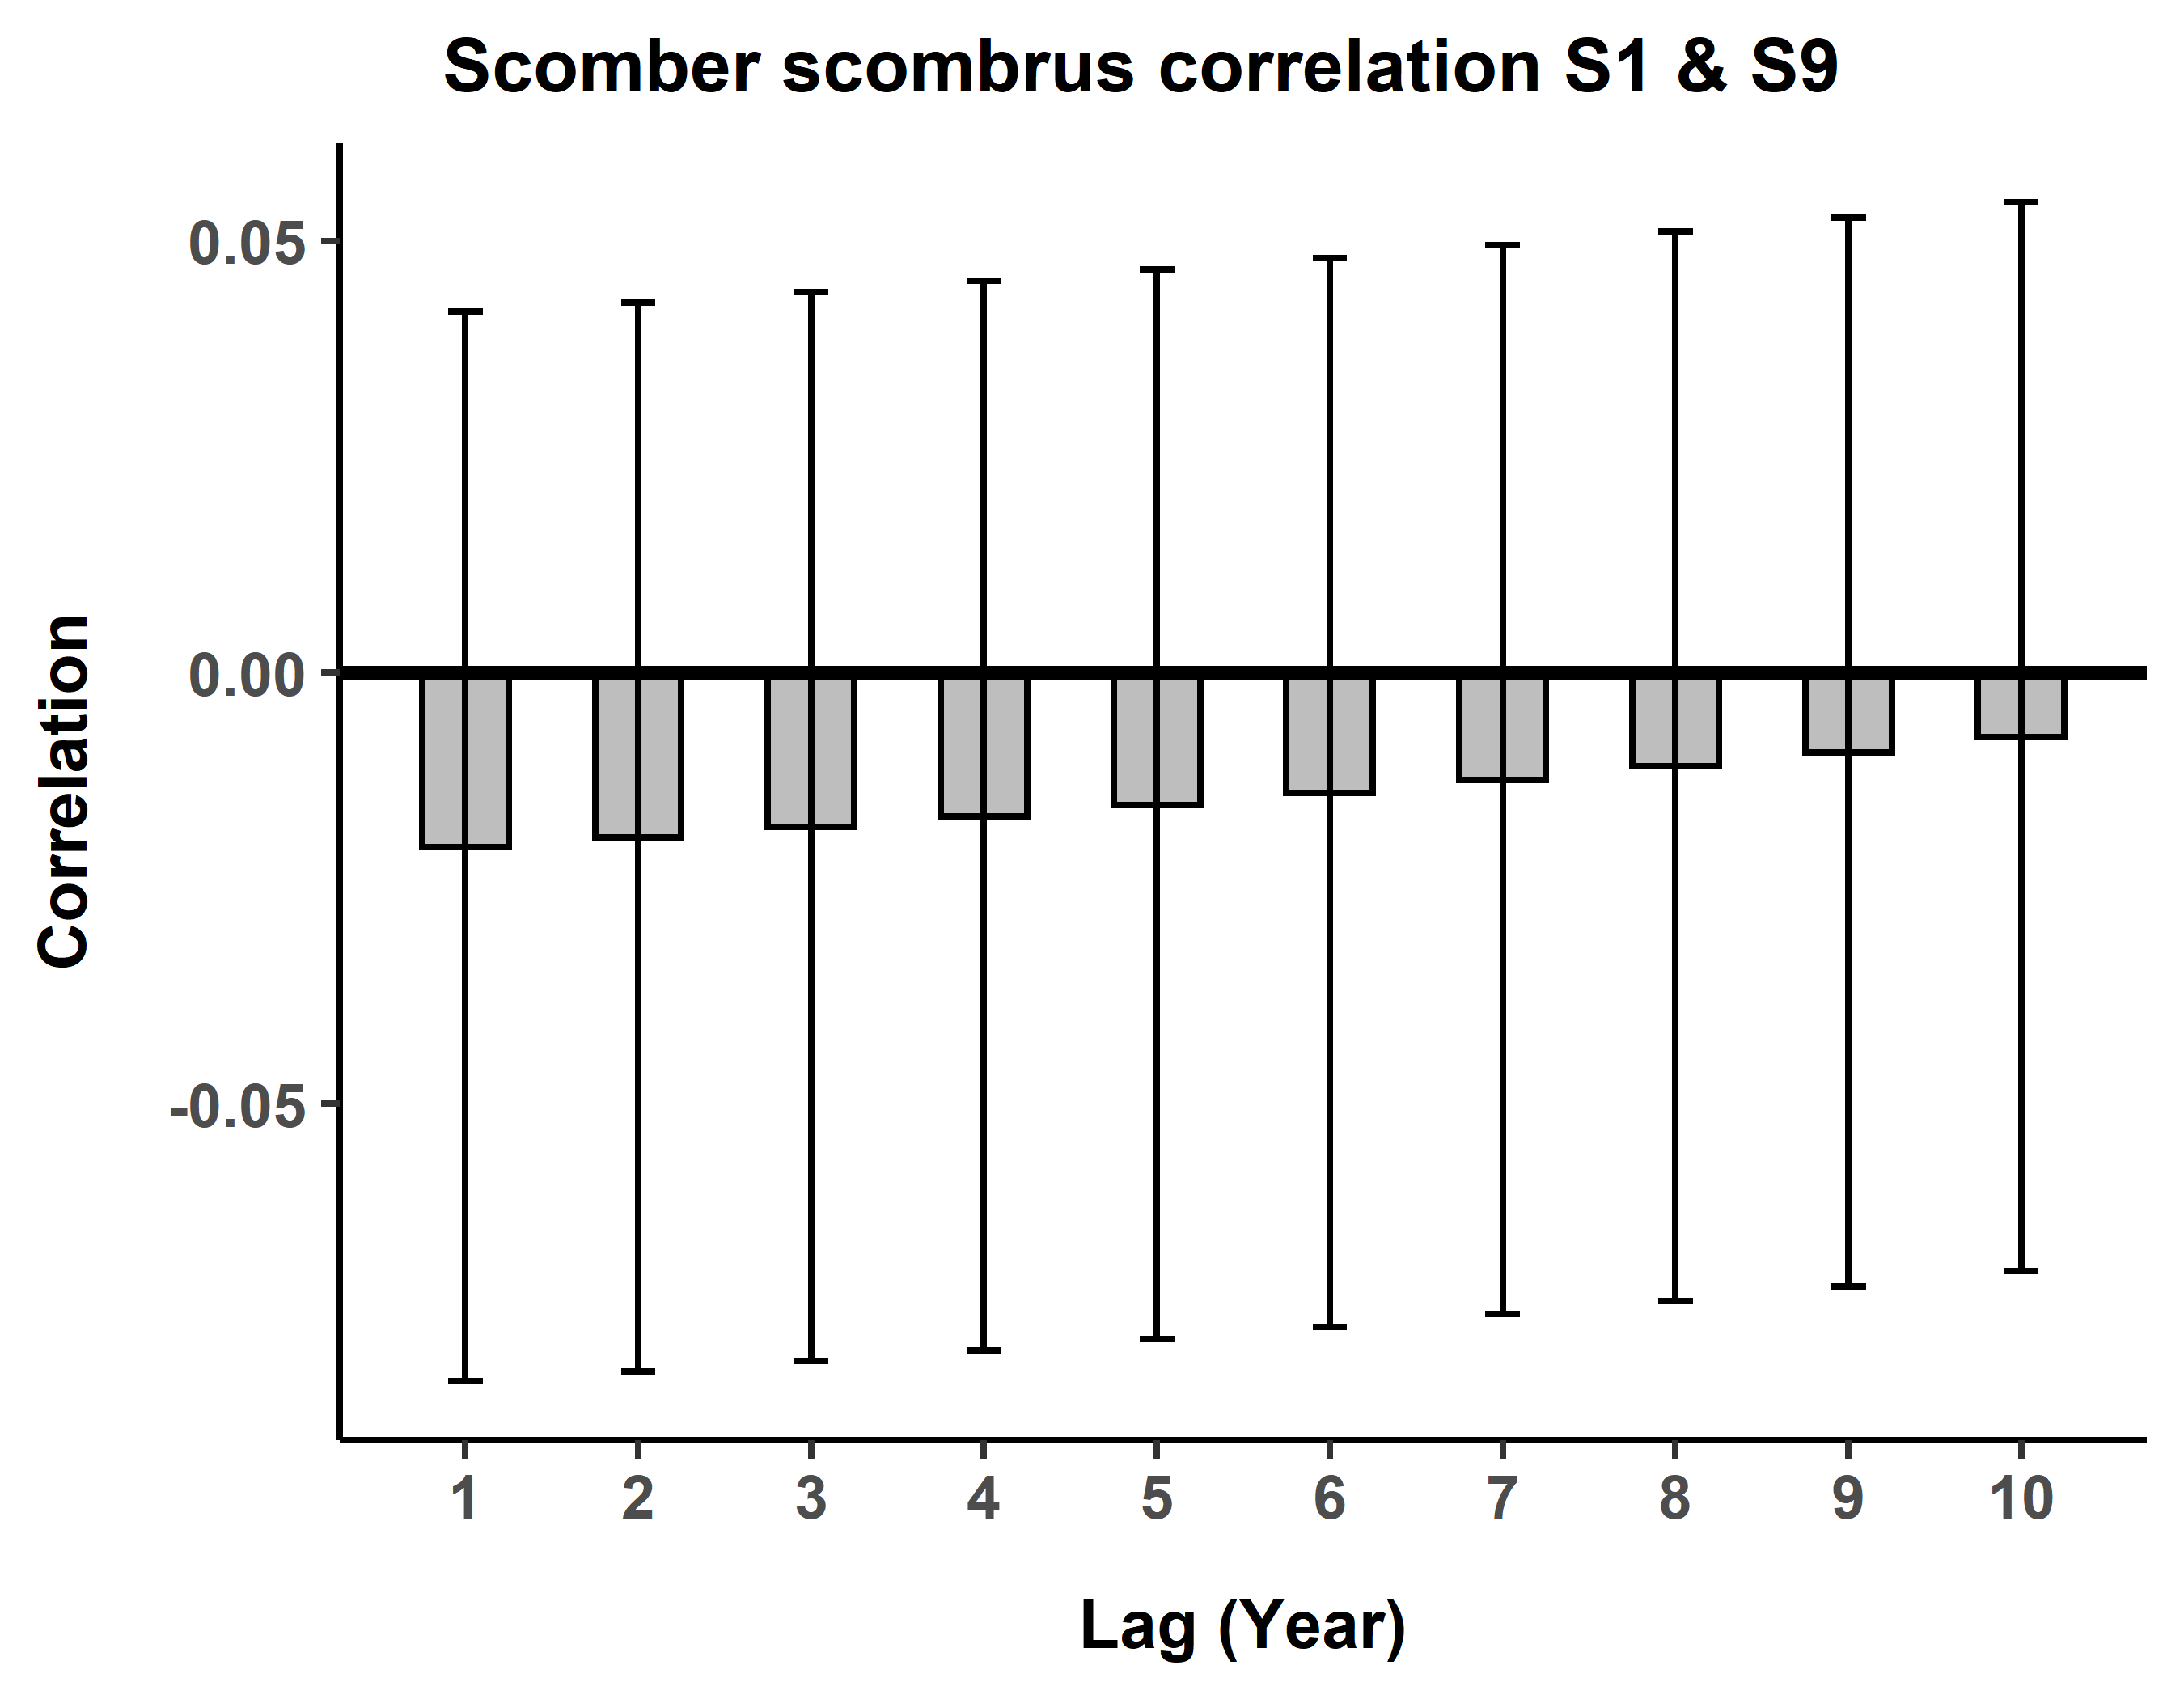 Scomber scombrus correlation S1 & S9
Correlation
0.05
0.00
-0.05
1 2 3 4 5 6 7 8 9 10
Lag (Year)